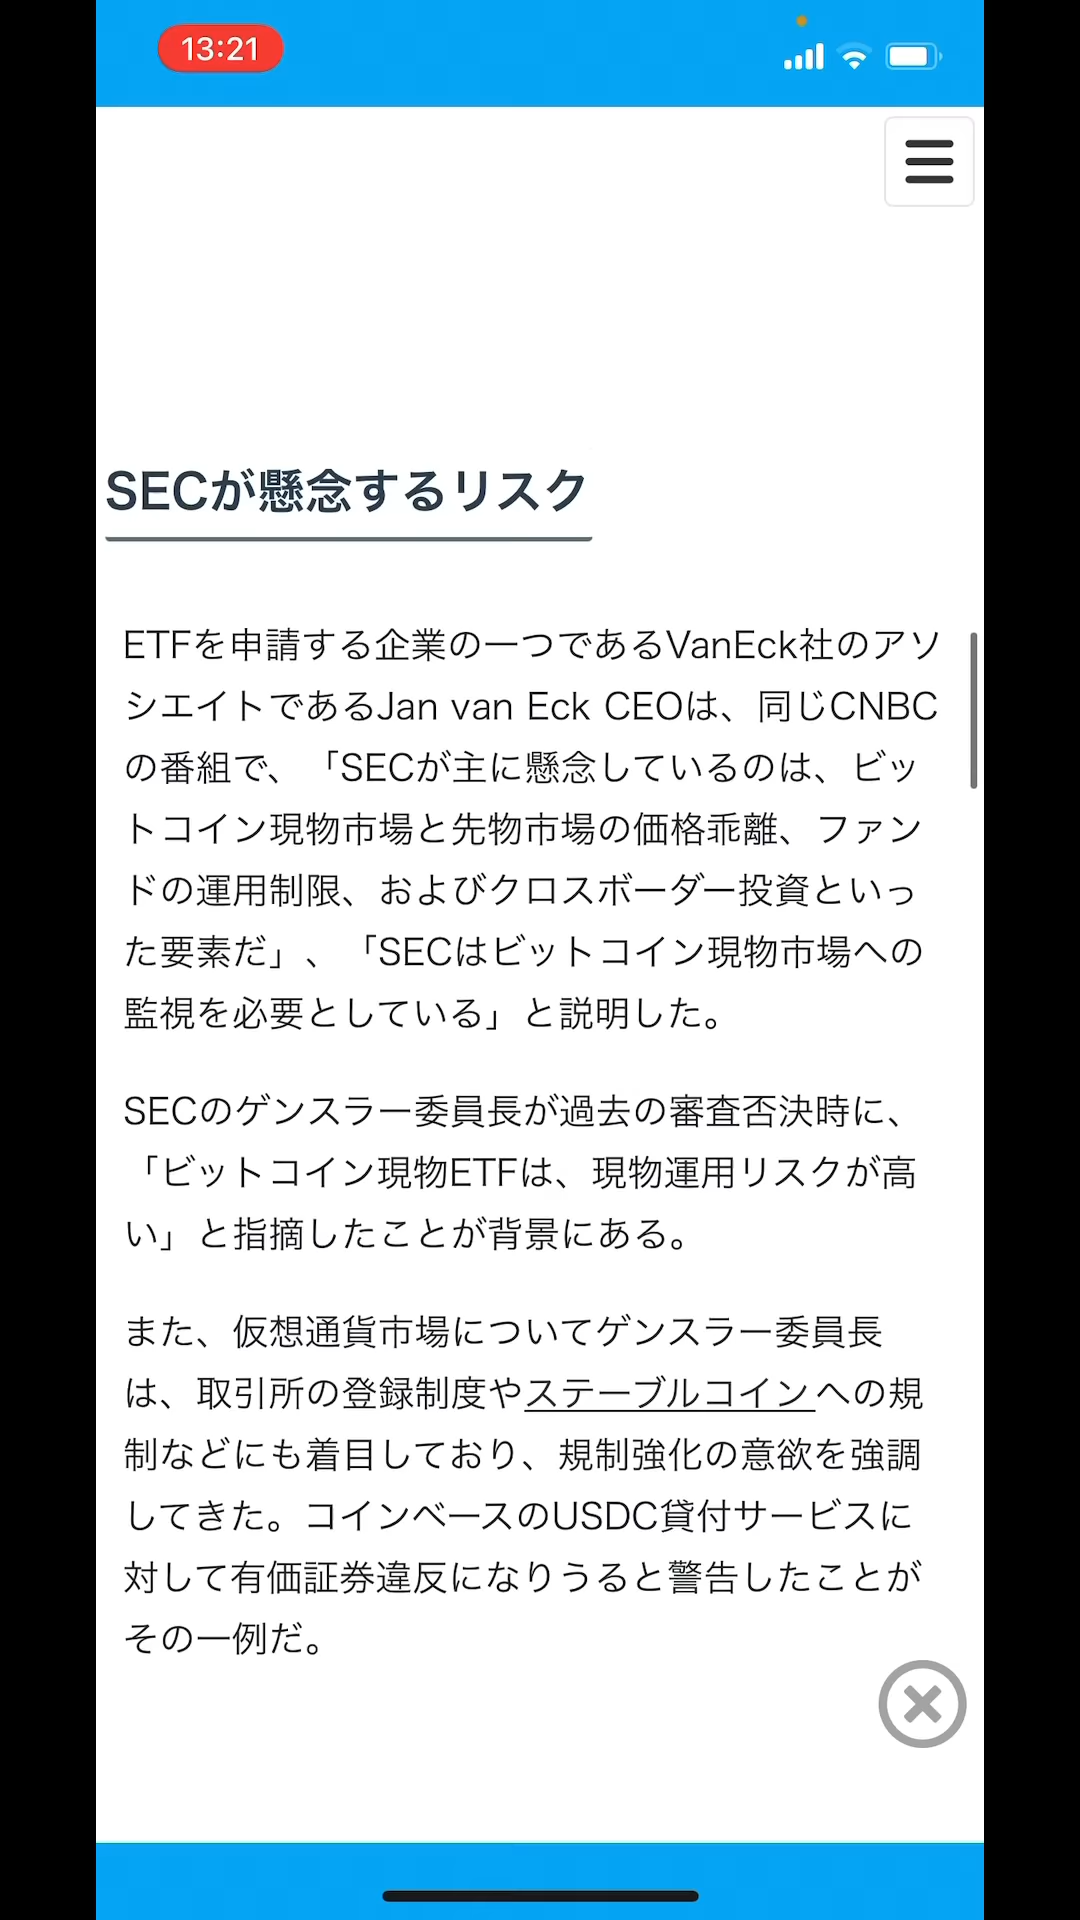 13:21
SECが懸念するリスク
ETFを申請する企業の一つであるVanEck社のアソ
シエイトであるJan van Eck CEOは、同じCNBC
の番組で、「SECが主に懸念しているのは、ビッ
トコイン現物市場と先物市場の価格乖離、ファン
ドの運用制限、およびクロスボーダー投資といっ
た要素だ」、「SECはビットコイン現物市場への
監視を必要としている」と説明した。
SECのゲンスラー委員長が過去の審査否決時に、
「ビットコイン現物ETFは、現物運用リスクが高
い」と指摘したことが背景にある。
また、仮想通貨市場についてゲンスラー委員長
は、取引所の登録制度やステーブルコインへの規
制などにも着目しており、規制強化の意欲を強調
してきた。コインベースのUSDC貸付サービスに
対して有価証券違反になりうると警告したことが
その一例だ。